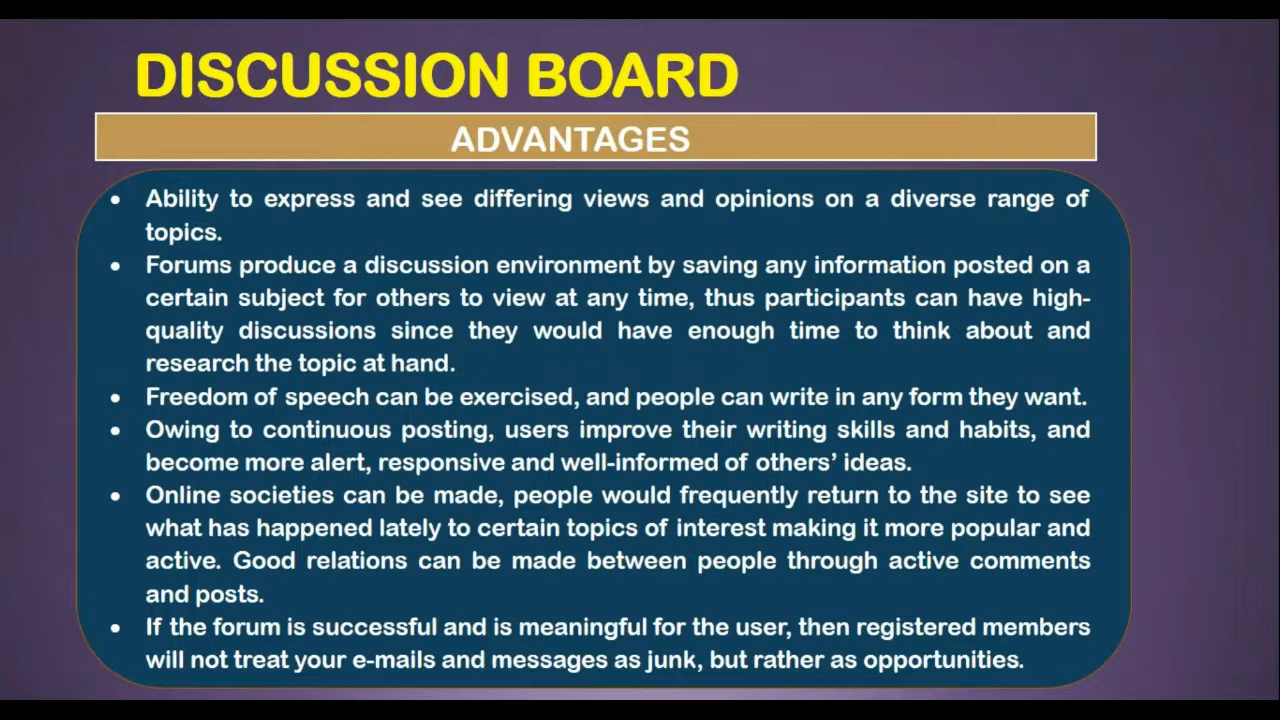 DISCUSSION BOARD
ADVANTAGES
• Ability to express and see differing views and opinions on a diverse range of
topics.
• Forums produce a discussion environment by saving any information posted on a
certain subject for others to view at any time, thus participants can have high-
quality discussions since they would have enough time to think about and
research the topic at hand.
• Freedom of speech can be exercised, and people can write in any form they want.
• Owing to continuous posting, users improve their writing skills and habits, and
become more alert, responsive and well-informed of others’ ideas.
• Online societies can be made, people would frequently return to the site to see
what has happened lately to certain topics of interest making it more popular and
active. Good relations can be made between people through active comments
and posts.
• If the forum is successful and is meaningful for the user, then registered members
will not treat your e-mails and messages as junk, but rather as opportunities.